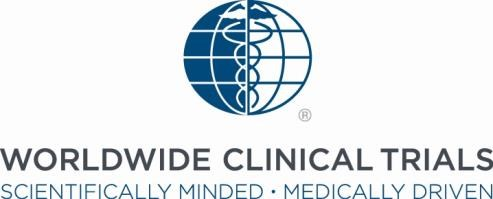 ®
WORLDWIDE CLINICAL TRIALS
SCIENTIFICALLY MINDED • MEDICALLY DRIVEN